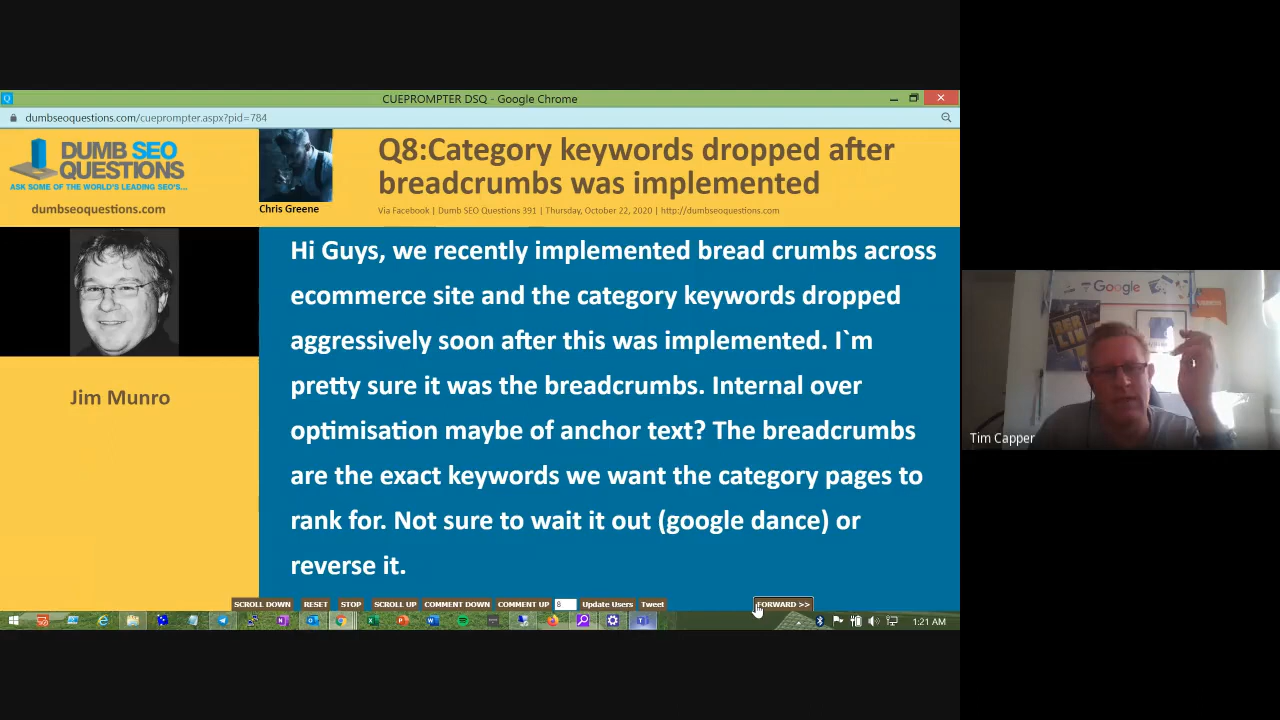 CUEPROMPTER DSQ - Google Chrome
dumbseoquestions.com/cueprompter.aspx?pid=784
DUMB SEO
QUESTIONS
ASK SOME OF THE WORLD'S LEADING SEO'S...
dumbseoquestions.com
Chris Greene
Q8:Category keywords dropped after
breadcrumbs was implemented
Via Facebook | Dumb SEO Questions 391 | Thursday, October 22, 2020 | http://dumbseoquestions.com
Jim Munro
Hi Guys, we recently implemented bread crumbs across
ecommerce site and the category keywords dropped
aggressively soon after this was implemented. I`m
pretty sure it was the breadcrumbs. Internal over
optimisation maybe of anchor text? The breadcrumbs
are the exact keywords we want the category pages to
rank for. Not sure to wait it out (google dance) or
reverse it.
SCROLL DOWN RESET STOP SCROLL UP COMMENT DOWN COMMENT UP 8 Update Users Tweet FORWARD >>
1:21 AM
Google
Tim Capper